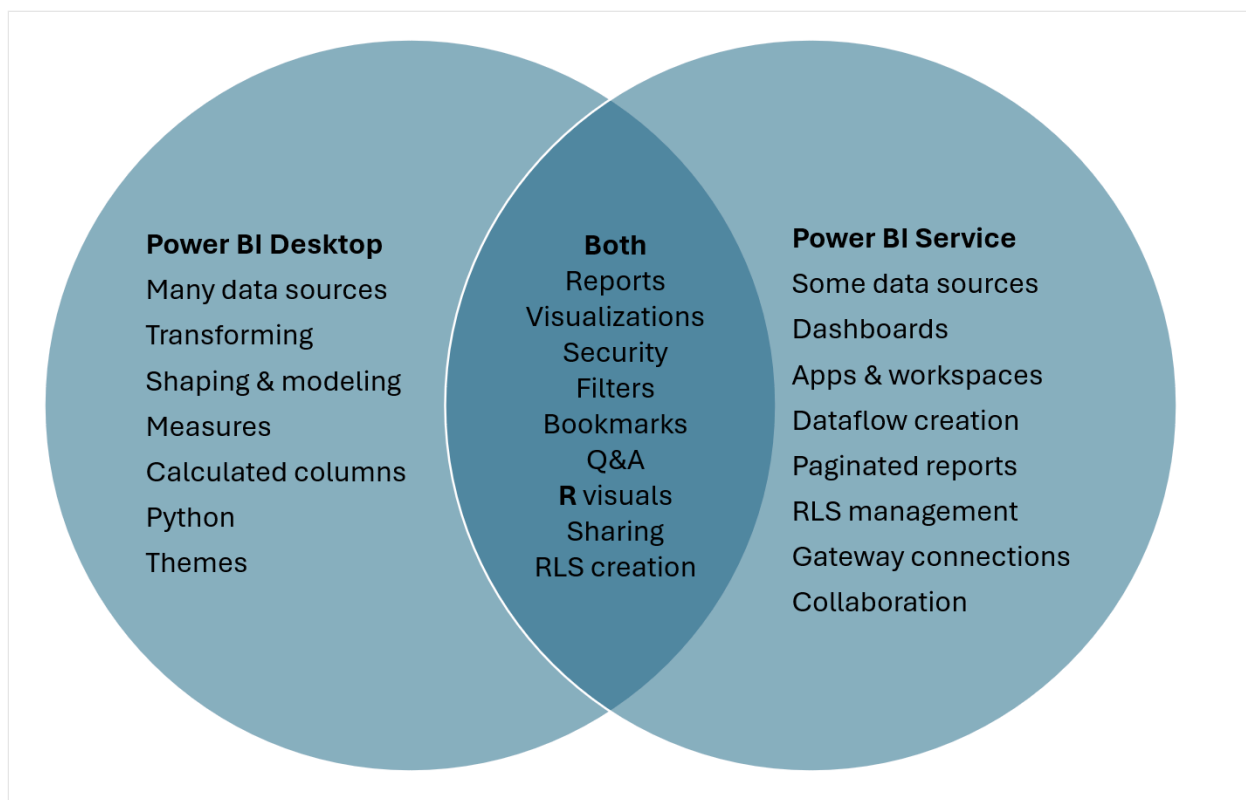 Power BI Desktop
Many data sources
Transforming
Shaping & modeling
Measures
Calculated columns
Python
Themes
Both
Reports
Visualizations
Security
Filters
Bookmarks
Q&A
R visuals
Sharing
RLS creation
Power BI Service
Some data sources
Dashboards
Apps & workspaces
Dataflow creation
Paginated reports
RLS management
Gateway connections
Collaboration